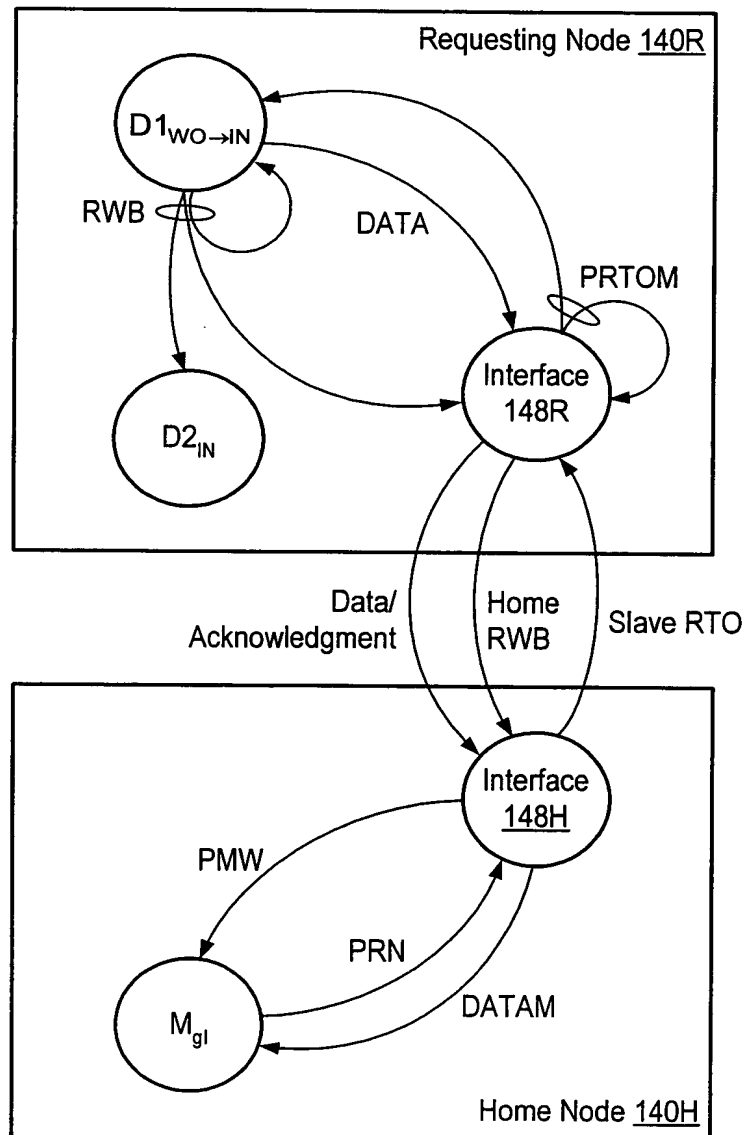 Requesting Node 140R
D1WO→IN
RWB
DATA
PRTOM
Interface
148R
D2IN
Data/
Acknowledgment
Home
RWB
Slave RTO
Interface
148H
PMW
PRN
DATAM
Mgl
Home Node 140H